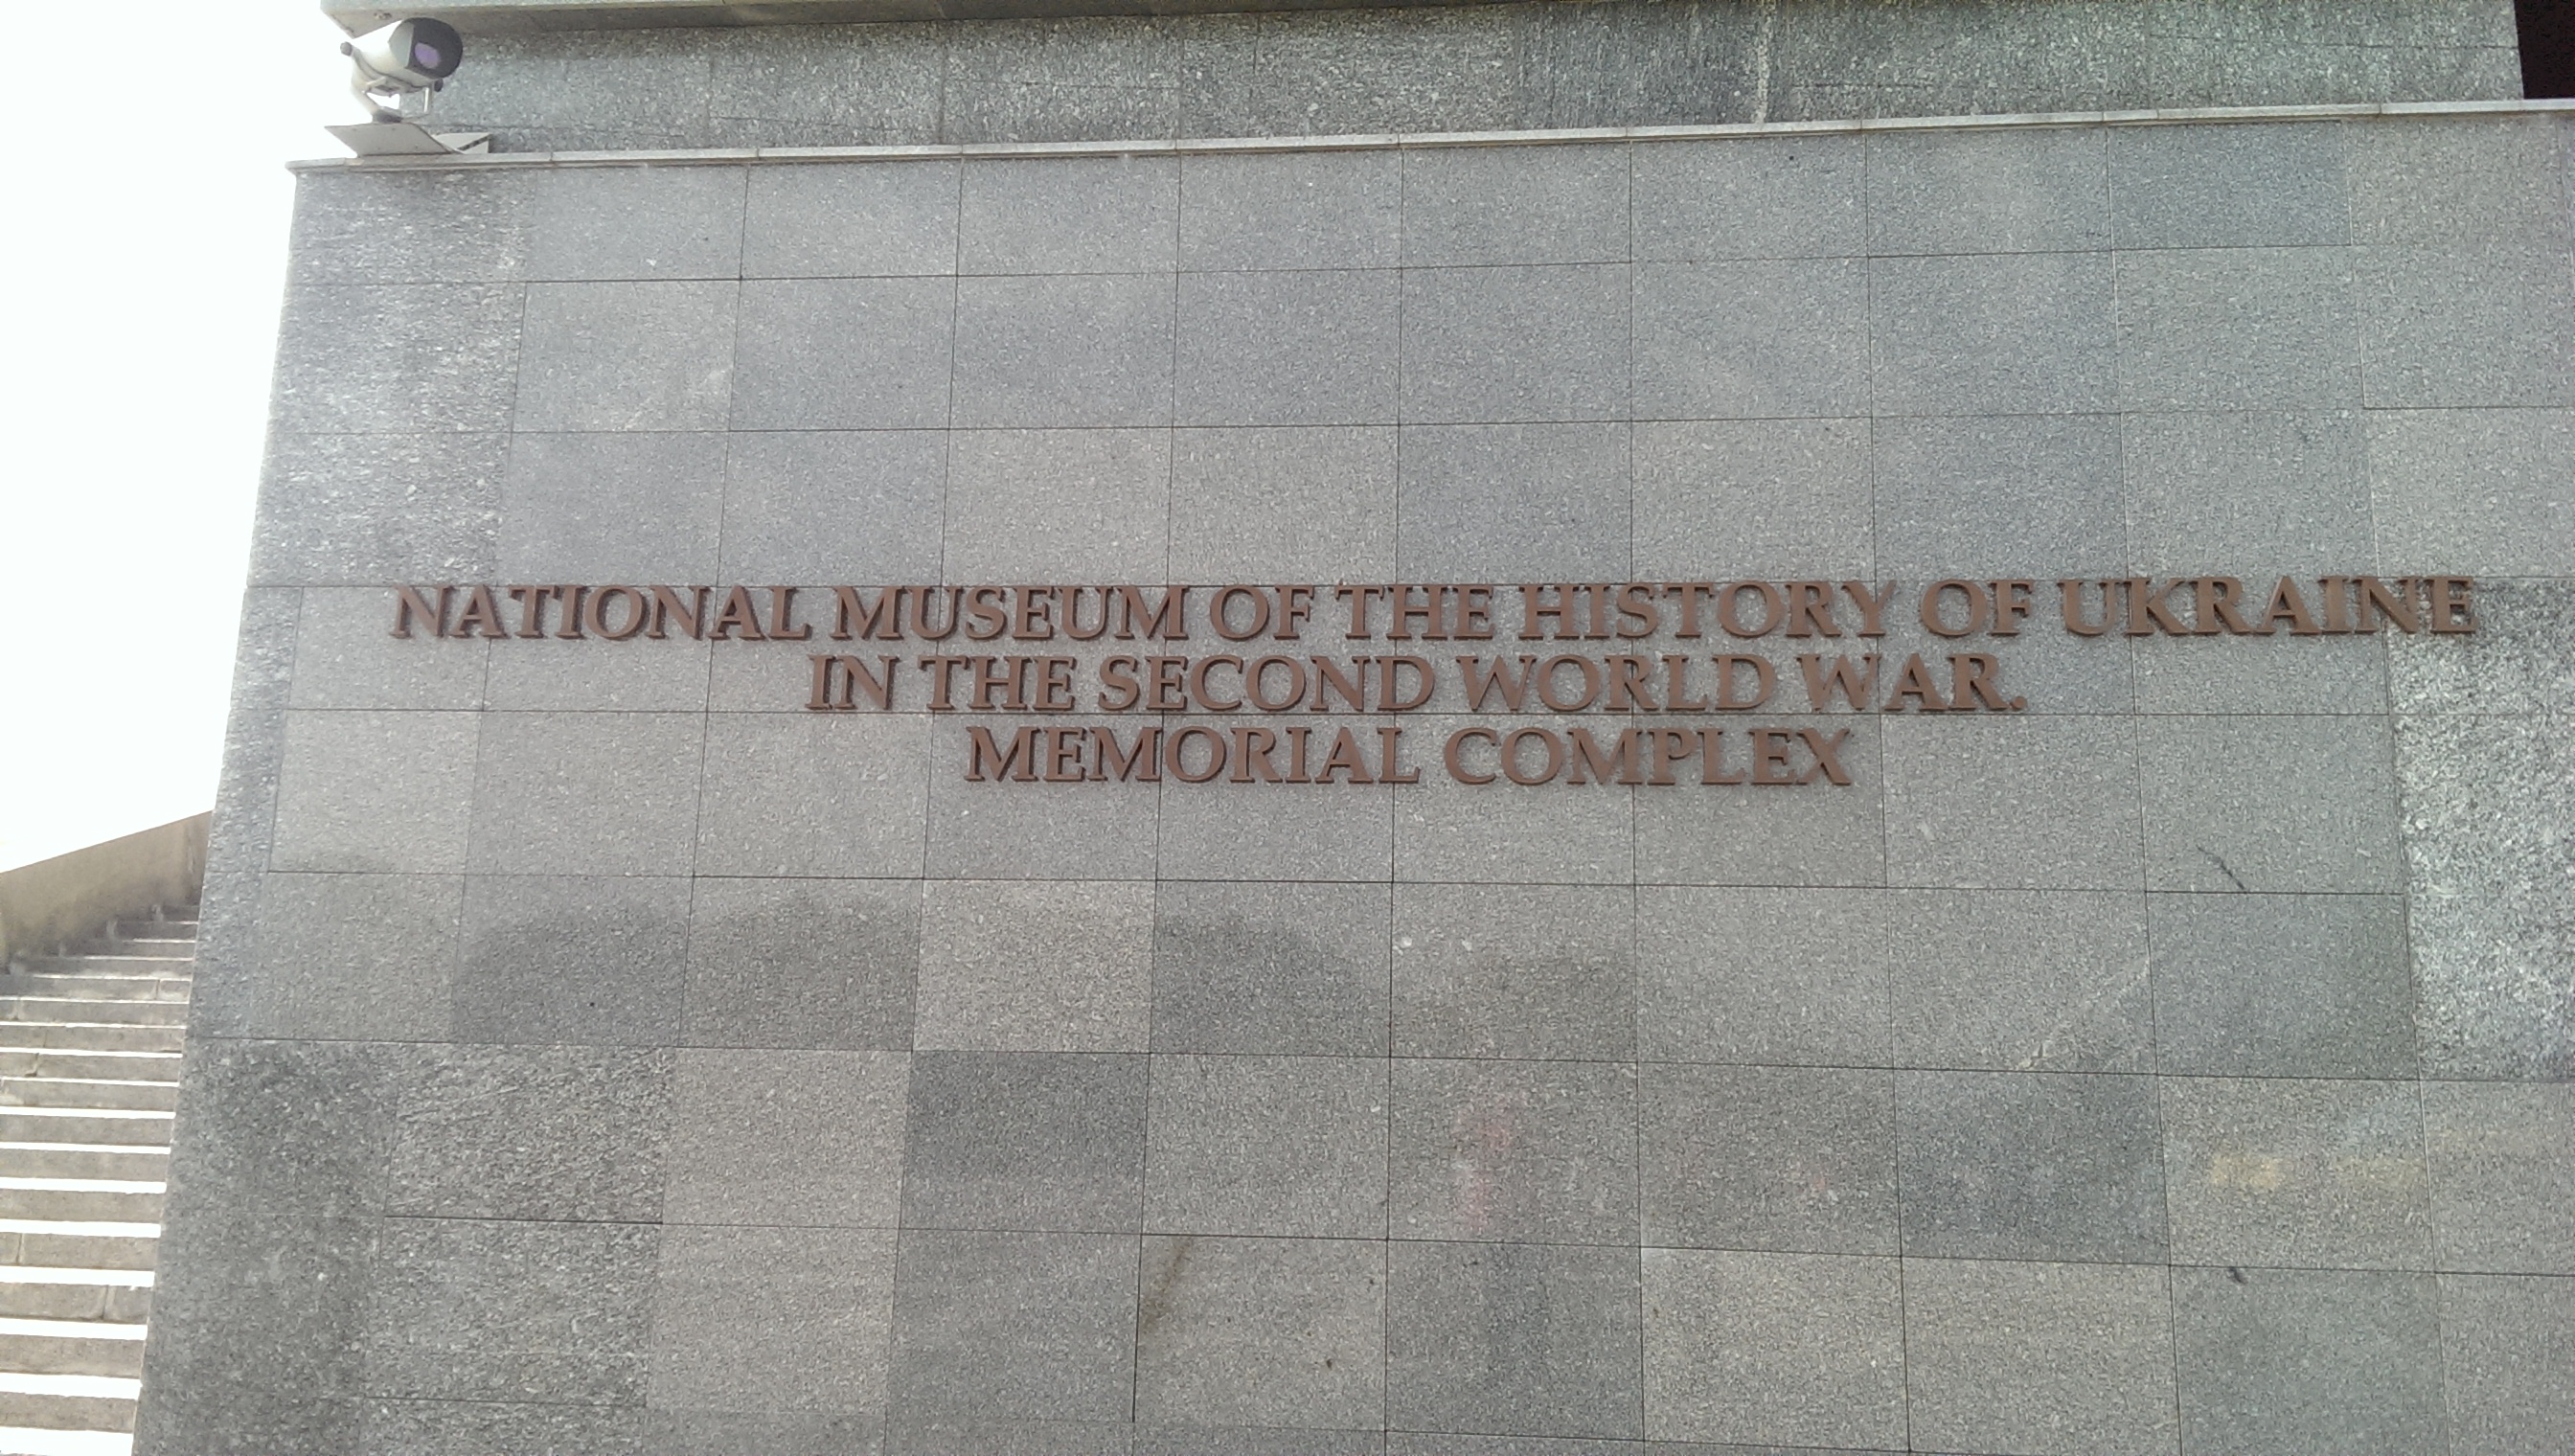 NATIONAL MUSEUM OF THE HISTORY OF UKRAINE
IN THE SECOND WORLD WAR.
MEMORIAL COMPLEX